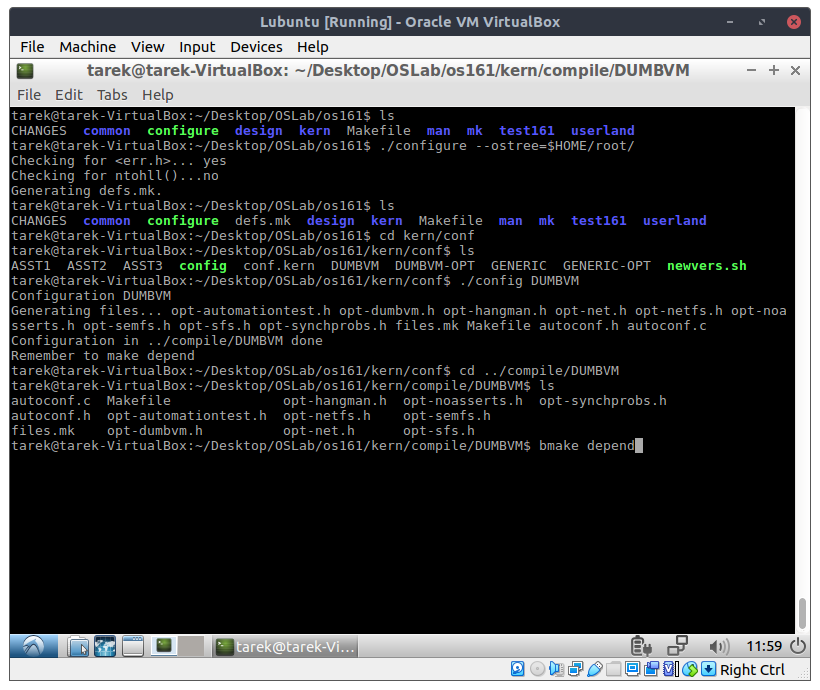 Lubuntu [Running] - Oracle VM VirtualBox
File Machine View Input Devices Help
tarek@tarek-VirtualBox: ~/Desktop/OSLab/os161/kern/compile/DUMBVM
File Edit Tabs Help
tarek@tarek-VirtualBox:~/Desktop/OSLab/os161$ ls
CHANGES common configure design kern Makefile man mk test161 userland
tarek@tarek-VirtualBox:~/Desktop/OSLab/os161$ ./configure --ostree=$HOME/root/
Checking for <err.h>... yes
Checking for ntohll()...no
Generating defs.mk.
tarek@tarek-VirtualBox:~/Desktop/OSLab/os161$ ls
CHANGES common configure defs.mk design kern Makefile man mk test161 userland
tarek@tarek-VirtualBox:~/Desktop/OSLab/os161$ cd kern/conf
tarek@tarek-VirtualBox:~/Desktop/OSLab/os161/kern/conf$ ls
ASST1 ASST2 ASST3 config conf.kern DUMBVM DUMBVM-OPT GENERIC GENERIC-OPT newvers.sh
tarek@tarek-VirtualBox:~/Desktop/OSLab/os161/kern/conf$ ./config DUMBVM
Configuration DUMBVM
Generating files... opt-automationtest.h opt-dumbvm.h opt-hangman.h opt-net.h opt-netfs.h opt-noa
sserts.h opt-semfs.h opt-sfs.h opt-synchprobs.h files.mk Makefile autoconf.h autoconf.c
Configuration in ../compile/DUMBVM done
Remember to make depend
tarek@tarek-VirtualBox:~/Desktop/OSLab/os161/kern/conf$ cd ../compile/DUMBVM
tarek@tarek-VirtualBox:~/Desktop/OSLab/os161/kern/compile/DUMBVM$ ls
autoconf.c Makefile opt-hangman.h opt-noasserts.h opt-synchprobs.h
autoconf.h opt-automationtest.h opt-netfs.h opt-semfs.h
files.mk opt-dumbvm.h opt-net.h opt-sfs.h
tarek@tarek-VirtualBox:~/Desktop/OSLab/os161/kern/compile/DUMBVM$ bmake depend
tarek@tarek-Vi...
11:59
Right Ctrl